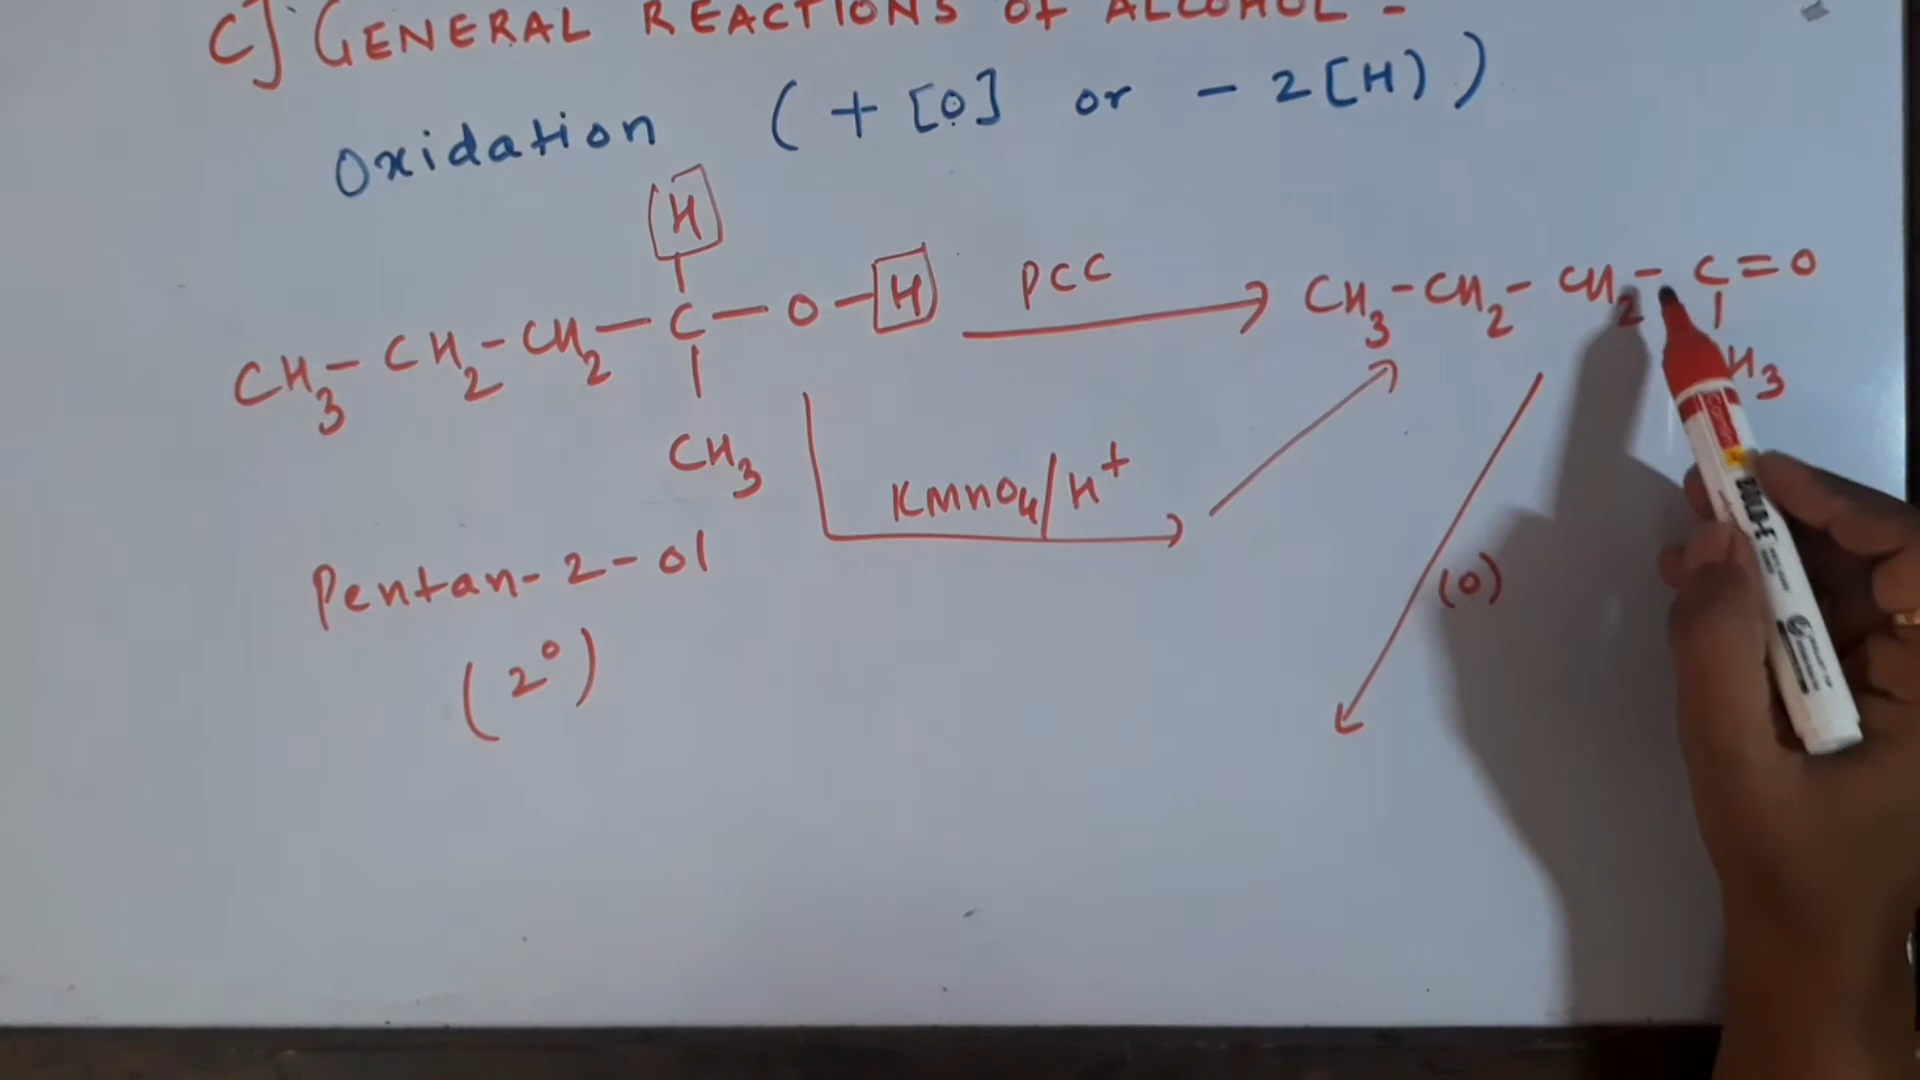 C] GENERAL REACTIONS OF ALCOHOL -
Oxidation ( + [O] or - 2[H) )
H
CH3 - CH2 - CH2 - C - O - H
CH3
PCC
CH3 - CH2 - CH2 - C = O
H3
KMnO4/H+
(O)
Pentan-2-ol
(2°)